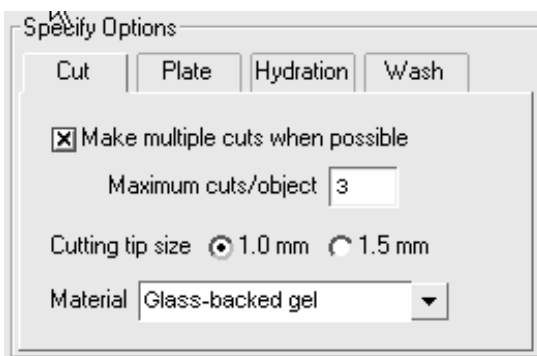 Specify Options
Cut Plate Hydration Wash
Make multiple cuts when possible
Maximum cuts/object 3
Cutting tip size 1.0 mm 1.5 mm
Material Glass-backed gel